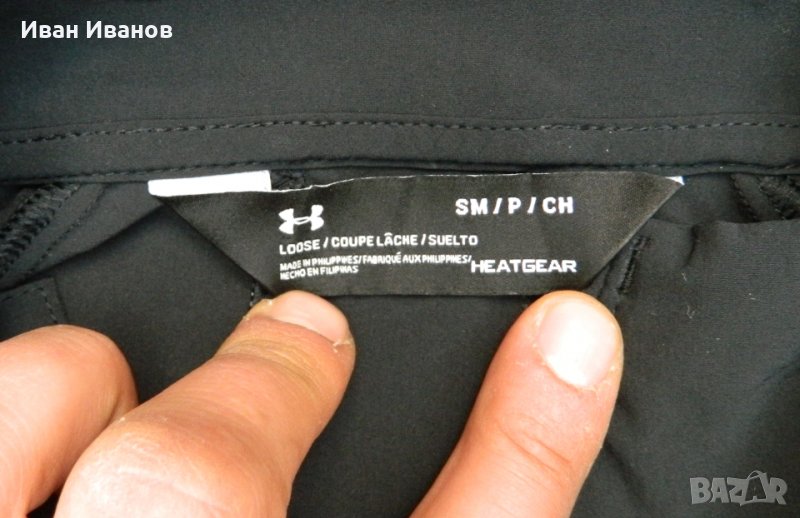 Иван Иванов
SM / P / CH
LOOSE / COUPE LÂCHE / SUELTO
MADE IN PHILIPPINES/FABRIQUÉ AUX PHILIPPINES/
HECHO EN FILIPINAS
HEATGEAR
BAZAR